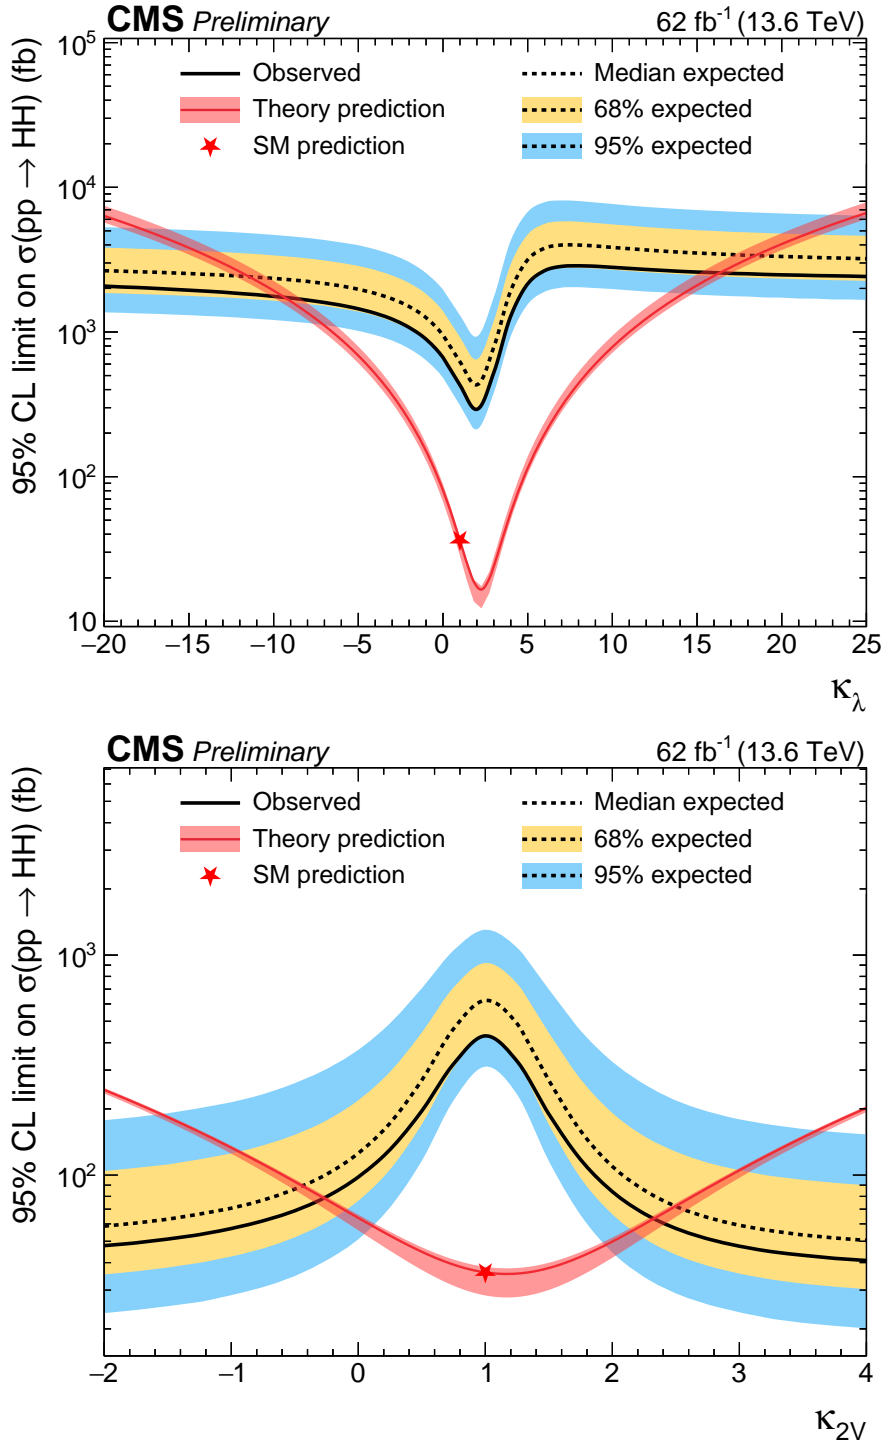 CMS Preliminary 62 fb⁻¹ (13.6 TeV)
95% CL limit on σ(pp → HH) (fb)
Observed
Theory prediction
SM prediction
Median expected
68% expected
95% expected
10⁵
10⁴
10³
10²
10
−20 −15 −10 −5 0 5 10 15 20 25
κ_λ
CMS Preliminary 62 fb⁻¹ (13.6 TeV)
95% CL limit on σ(pp → HH) (fb)
Observed
Theory prediction
SM prediction
Median expected
68% expected
95% expected
10³
10²
−2 −1 0 1 2 3 4
κ_2V